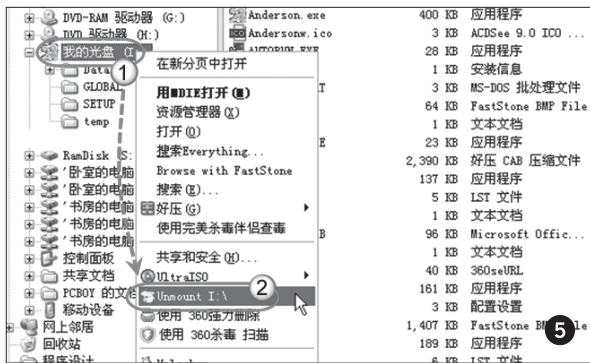 DVD-RAM 驱动器 (G:)
DVD 驱动器 (H:)
我的光盘 (I
Data
GLOBAL
SETUP
temp
RamDisk (S:
'卧室的电脑
'卧室的电脑
'书房的电脑
'书房的电脑
'书房的电脑
控制面板
共享文档
PCBOY 的文档
移动设备
网上邻居
回收站
程序设计
①
在新分页中打开
打开(O)
资源管理器(X)
搜索Everything...
Browse with FastStone
搜索(E)...
好压(G)
使用完美杀毒伴侣查毒
共享和安全(H)...
UltraISO
Unmount I:\
②
使用 360强力删除
使用 360杀毒 扫描
Anderson.exe 400 KB 应用程序
Andersonw.ico 3 KB ACDSee 9.0 ICO ...
AUTORUN.EXE 28 KB 应用程序
1 KB 安装信息
T 3 KB MS-DOS 批处理文件
64 KB FastStone BMP File
1 KB 文本文档
E 23 KB 应用程序
2,390 KB 好压 CAB 压缩文件
137 KB 应用程序
5 KB LST 文件
1 KB 文本文档
B 96 KB Microsoft Offic...
1 KB 文本文档
40 KB 360seURL
161 KB 应用程序
3 KB 配置设置
1,407 KB FastStone BM
189 KB 应用程序
6 KB LST 文件
5